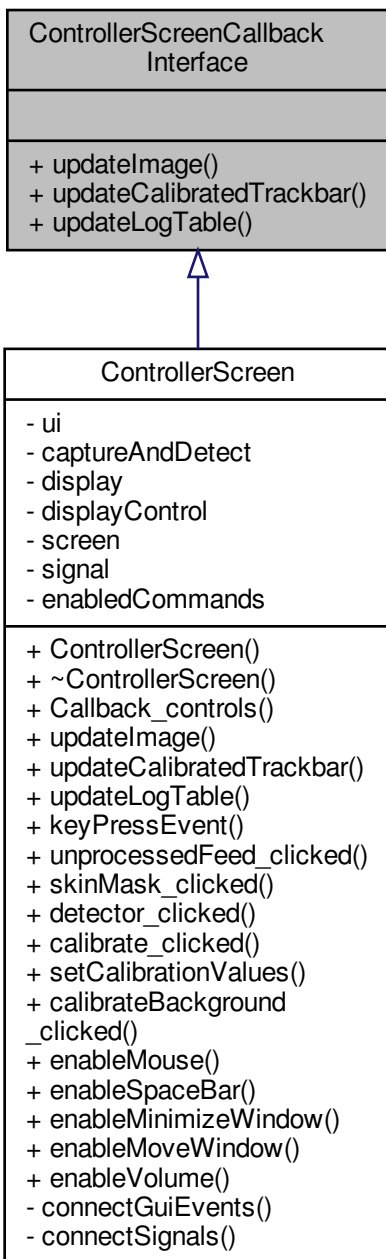 ControllerScreenCallback
Interface
+ updateImage()
+ updateCalibratedTrackbar()
+ updateLogTable()
ControllerScreen
- ui
- captureAndDetect
- display
- displayControl
- screen
- signal
- enabledCommands
+ ControllerScreen()
+ ~ControllerScreen()
+ Callback_controls()
+ updateImage()
+ updateCalibratedTrackbar()
+ updateLogTable()
+ keyPressEvent()
+ unprocessedFeed_clicked()
+ skinMask_clicked()
+ detector_clicked()
+ calibrate_clicked()
+ setCalibrationValues()
+ calibrateBackground
_clicked()
+ enableMouse()
+ enableSpaceBar()
+ enableMinimizeWindow()
+ enableMoveWindow()
+ enableVolume()
- connectGuiEvents()
- connectSignals()